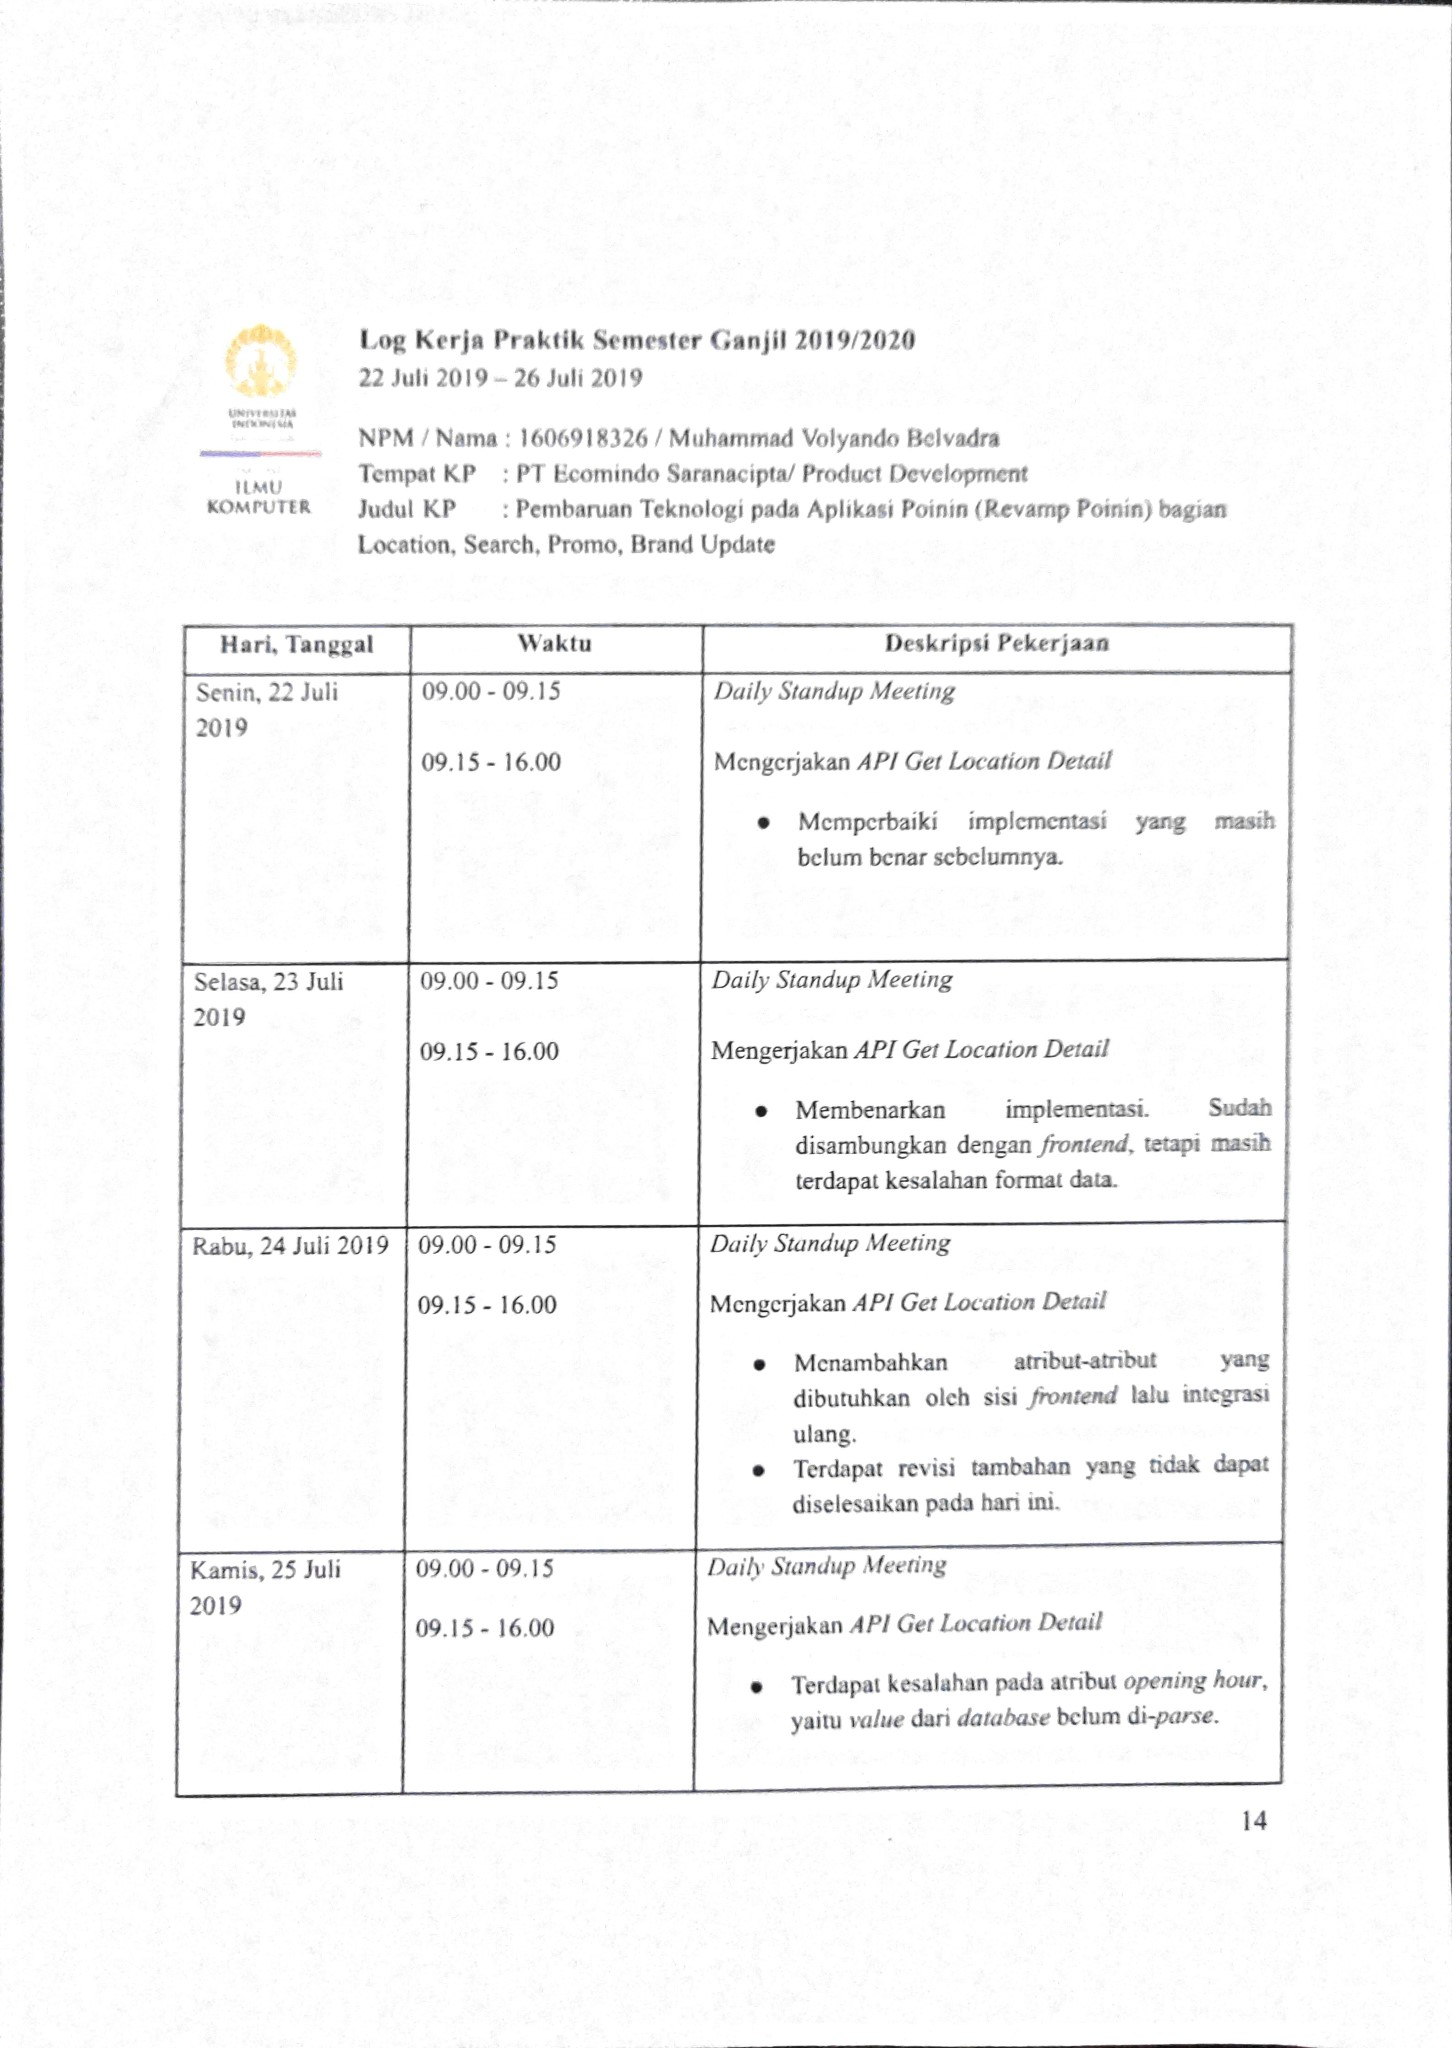 Log Kerja Praktik Semester Ganjil 2019/2020
22 Juli 2019 – 26 Juli 2019
UNIVERSITAS
INDONESIA
ILMU
KOMPUTER
NPM / Nama : 1606918326 / Muhammad Volyando Belvadra
Tempat KP : PT Ecomindo Saranacipta/ Product Development
Judul KP : Pembaruan Teknologi pada Aplikasi Poinin (Revamp Poinin) bagian
Location, Search, Promo, Brand Update
Hari, Tanggal Waktu Deskripsi Pekerjaan
Senin, 22 Juli 09.00 - 09.15 Daily Standup Meeting
2019
09.15 - 16.00 Mengerjakan API Get Location Detail
● Memperbaiki implementasi yang masih
belum benar sebelumnya.
Selasa, 23 Juli 09.00 - 09.15 Daily Standup Meeting
2019
09.15 - 16.00 Mengerjakan API Get Location Detail
● Membenarkan implementasi. Sudah
disambungkan dengan frontend, tetapi masih
terdapat kesalahan format data.
Rabu, 24 Juli 2019 09.00 - 09.15 Daily Standup Meeting
09.15 - 16.00 Mengerjakan API Get Location Detail
● Menambahkan atribut-atribut yang
dibutuhkan oleh sisi frontend lalu integrasi
ulang.
● Terdapat revisi tambahan yang tidak dapat
diselesaikan pada hari ini.
Kamis, 25 Juli 09.00 - 09.15 Daily Standup Meeting
2019
09.15 - 16.00 Mengerjakan API Get Location Detail
● Terdapat kesalahan pada atribut opening hour,
yaitu value dari database belum di-parse.
14